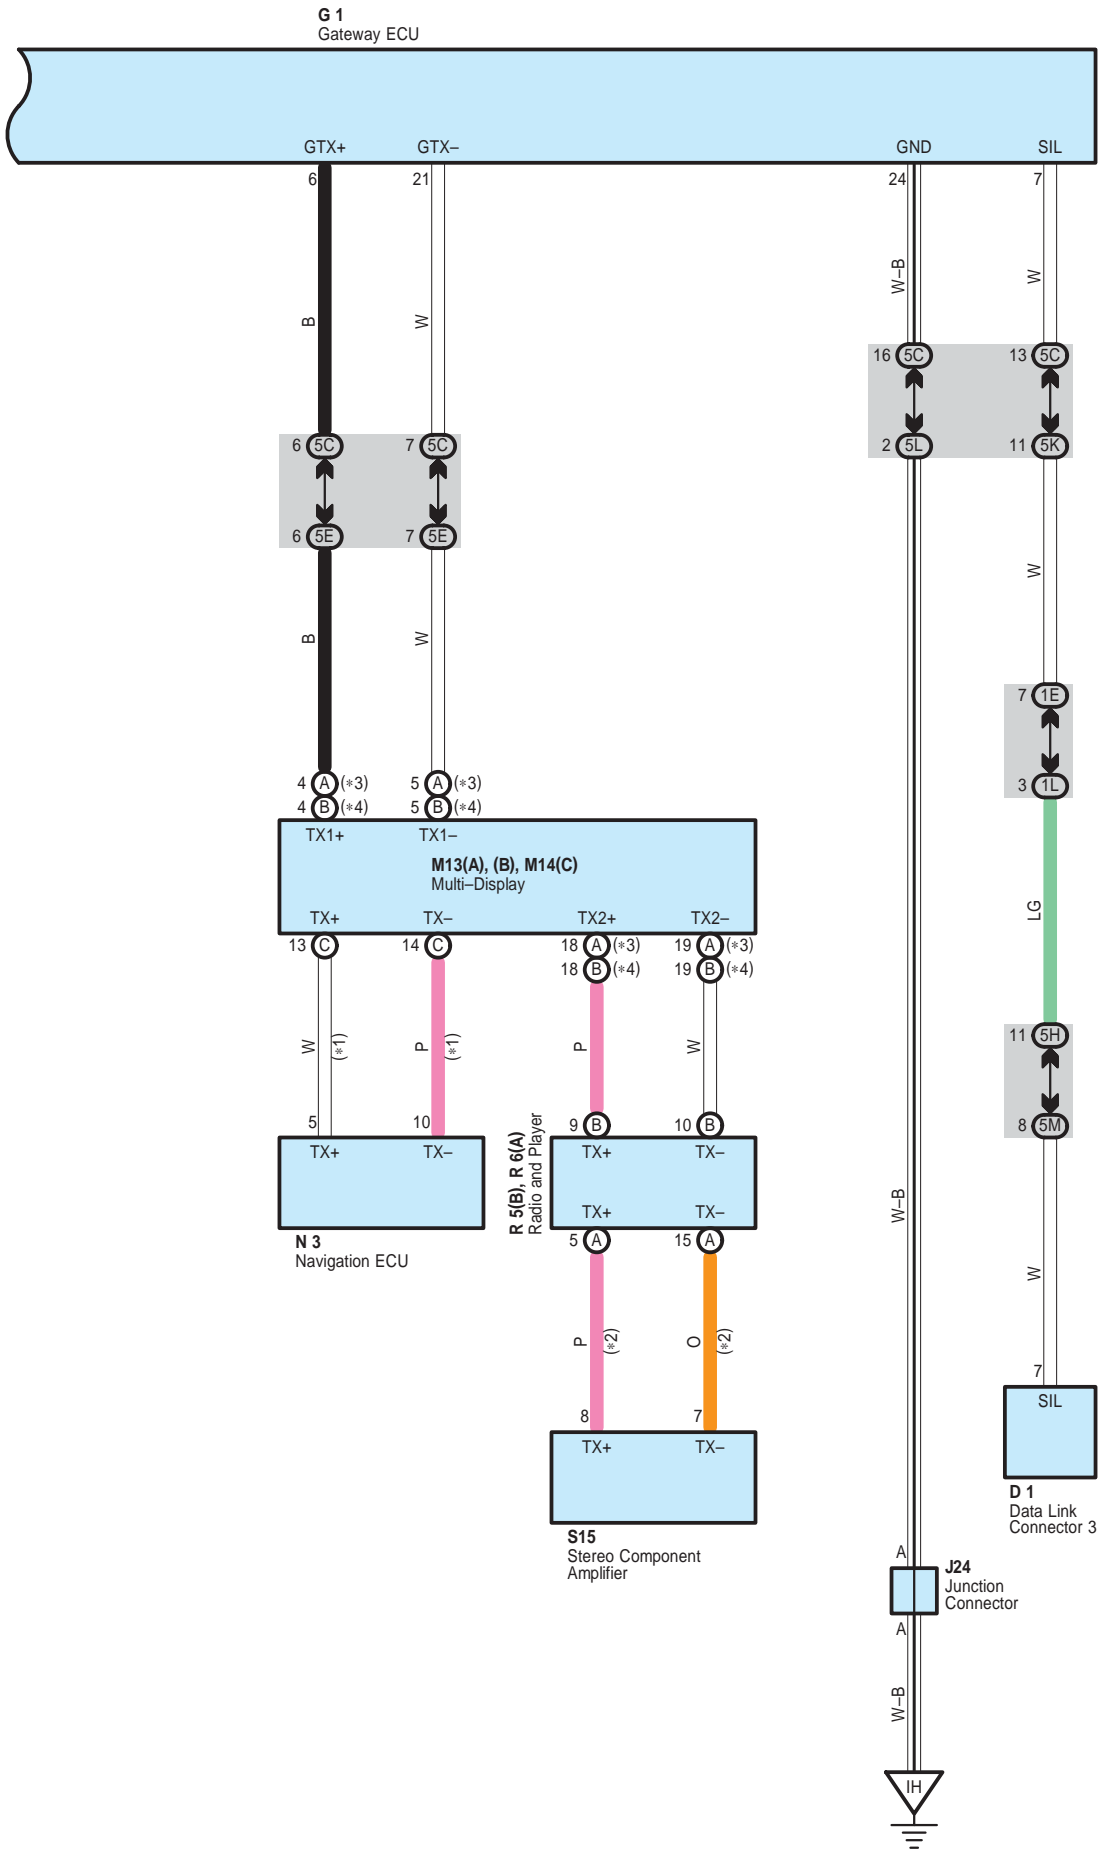 G 1
Gateway ECU
GTX+ GTX– GND SIL
6 21 24 7
W–B W
B W
16 5C 13 5C
6 5C 7 5C 2 5L 11 5K
6 5E 7 5E
W
B W
7 1E
4 A (*3) 5 A (*3) 3 1L
4 B (*4) 5 B (*4)
TX1+ TX1–
M13(A), (B), M14(C)
Multi–Display
LG
TX+ TX– TX2+ TX2–
13 C 14 C 18 A (*3) 19 A (*3)
18 B (*4) 19 B (*4)
11 5H
W (*1) P (*1) P W
5 10 9 B 10 B 8 5M
TX+ TX– TX+ TX–
R 5(B), R 6(A)
Radio and Player
W–B
TX+ TX–
5 A 15 A
N 3
Navigation ECU
W
P (*2) O (*2)
7
SIL
8 7
TX+ TX–
D 1
Data Link
Connector 3
S15
Stereo Component
Amplifier
A
J24
Junction
Connector
A
W–B
IH